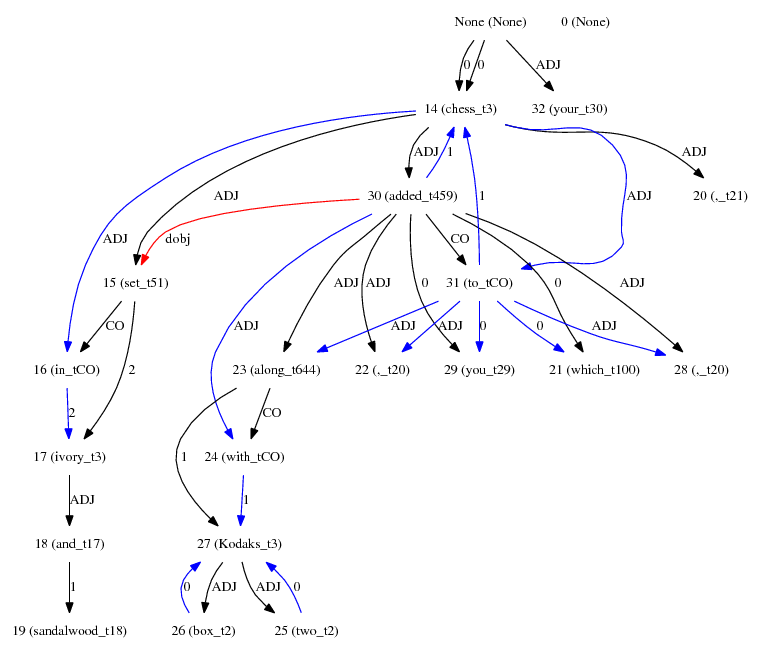 None (None) 0 (None)
0 0 ADJ
14 (chess_t3) 32 (your_t30)
ADJ 1 ADJ
30 (added_t459) 1 ADJ 20 (,_t21)
ADJ
ADJ dobj CO
15 (set_t51) ADJ ADJ 0 31 (to_tCO) 0 ADJ
CO ADJ ADJ ADJ 0 0 ADJ
16 (in_tCO) 2 23 (along_t644) 22 (,_t20) 29 (you_t29) 21 (which_t100) 28 (,_t20)
2 CO
17 (ivory_t3) 1 24 (with_tCO)
ADJ 1
18 (and_t17) 27 (Kodaks_t3)
1 0 ADJ ADJ 0
19 (sandalwood_t18) 26 (box_t2) 25 (two_t2)